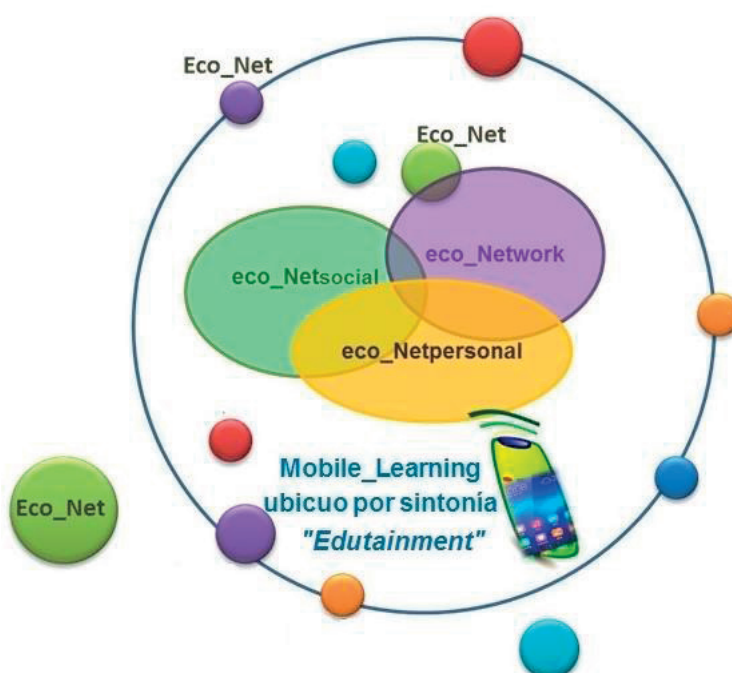 Eco_Net
Eco_Net
eco_Network
eco_Netsocial
eco_Netpersonal
Mobile_Learning
ubicuo por sintonía
"Edutainment"
Eco_Net